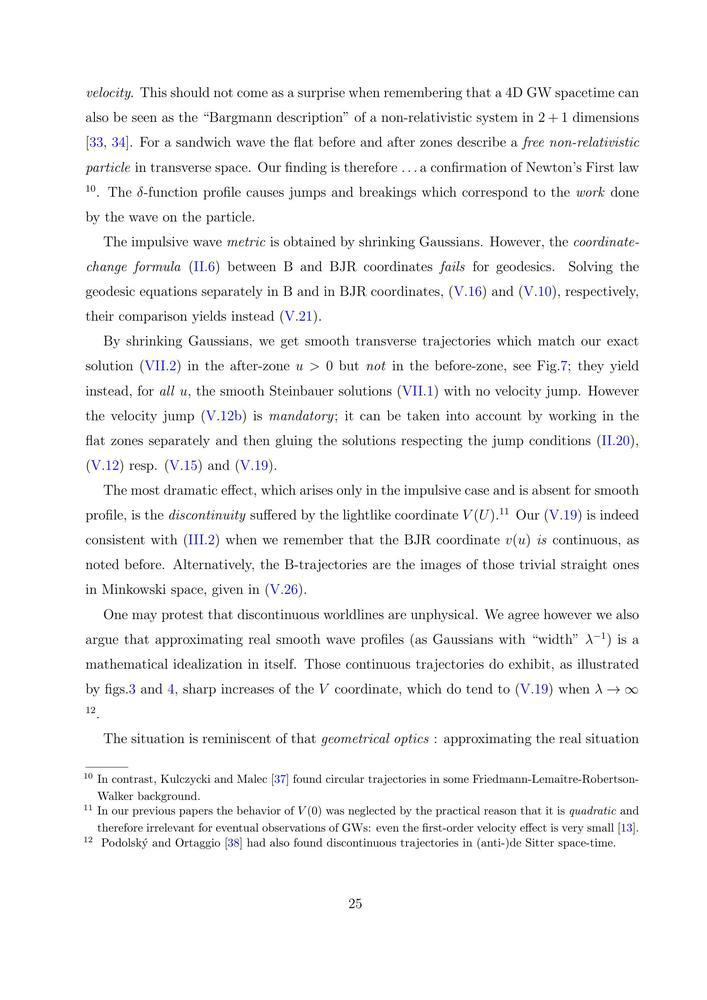 velocity. This should not come as a surprise when remembering that a 4D GW spacetime can
also be seen as the “Bargmann description” of a non-relativistic system in 2 + 1 dimensions
[33, 34]. For a sandwich wave the flat before and after zones describe a free non-relativistic
particle in transverse space. Our finding is therefore . . . a confirmation of Newton’s First law
10. The δ-function profile causes jumps and breakings which correspond to the work done
by the wave on the particle.
The impulsive wave metric is obtained by shrinking Gaussians. However, the coordinate-
change formula (II.6) between B and BJR coordinates fails for geodesics. Solving the
geodesic equations separately in B and in BJR coordinates, (V.16) and (V.10), respectively,
their comparison yields instead (V.21).
By shrinking Gaussians, we get smooth transverse trajectories which match our exact
solution (VII.2) in the after-zone u > 0 but not in the before-zone, see Fig.7; they yield
instead, for all u, the smooth Steinbauer solutions (VII.1) with no velocity jump. However
the velocity jump (V.12b) is mandatory; it can be taken into account by working in the
flat zones separately and then gluing the solutions respecting the jump conditions (II.20),
(V.12) resp. (V.15) and (V.19).
The most dramatic effect, which arises only in the impulsive case and is absent for smooth
profile, is the discontinuity suffered by the lightlike coordinate V(U).11 Our (V.19) is indeed
consistent with (III.2) when we remember that the BJR coordinate v(u) is continuous, as
noted before. Alternatively, the B-trajectories are the images of those trivial straight ones
in Minkowski space, given in (V.26).
One may protest that discontinuous worldlines are unphysical. We agree however we also
argue that approximating real smooth wave profiles (as Gaussians with “width” λ−1) is a
mathematical idealization in itself. Those continuous trajectories do exhibit, as illustrated
by figs.3 and 4, sharp increases of the V coordinate, which do tend to (V.19) when λ → ∞
12.
The situation is reminiscent of that geometrical optics : approximating the real situation
10 In contrast, Kulczycki and Malec [37] found circular trajectories in some Friedmann-Lemaître-Robertson-
Walker background.
11 In our previous papers the behavior of V(0) was neglected by the practical reason that it is quadratic and
therefore irrelevant for eventual observations of GWs: even the first-order velocity effect is very small [13].
12 Podolský and Ortaggio [38] had also found discontinuous trajectories in (anti-)de Sitter space-time.
25